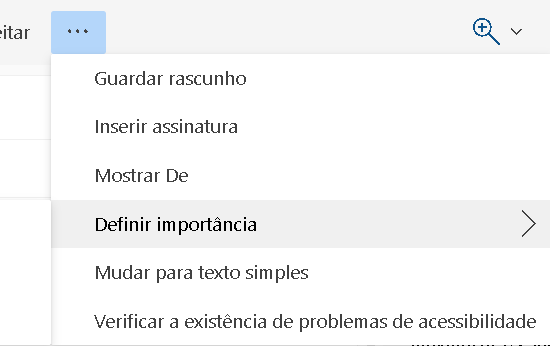 eitar
Guardar rascunho
Inserir assinatura
Mostrar De
Definir importância
Mudar para texto simples
Verificar a existência de problemas de acessibilidade